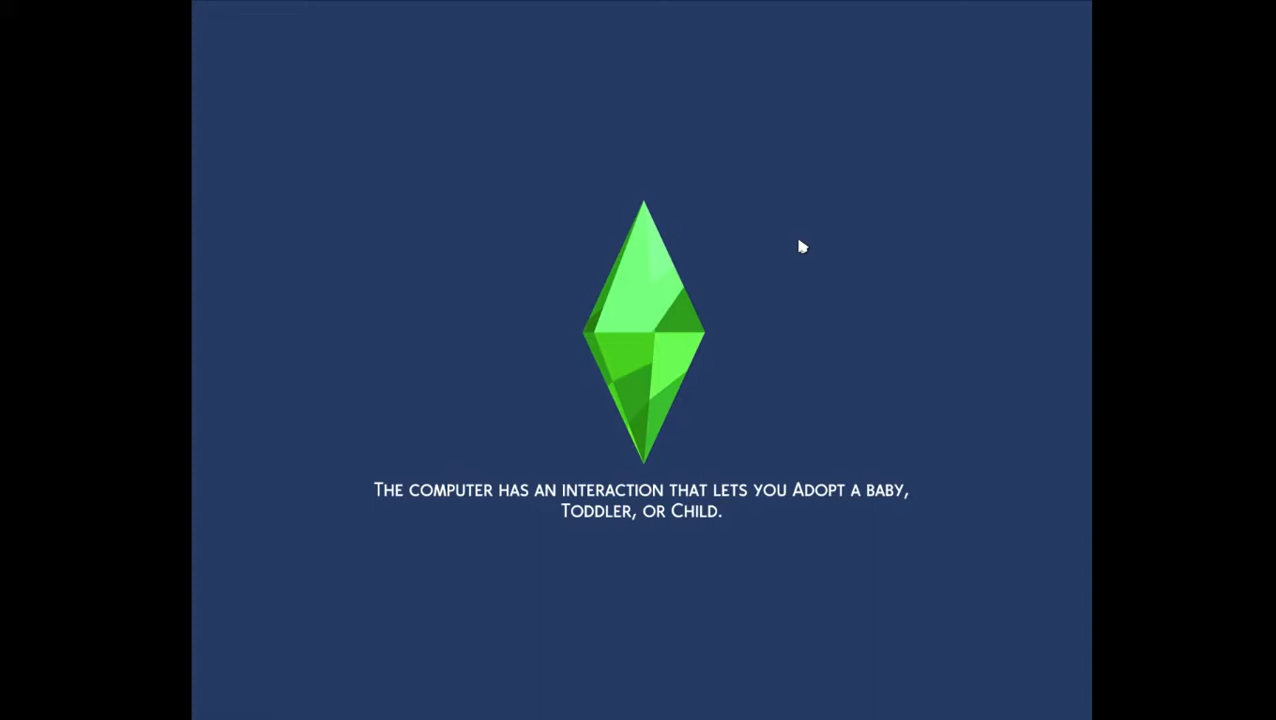 The computer has an interaction that lets you Adopt a baby,
Toddler, or Child.